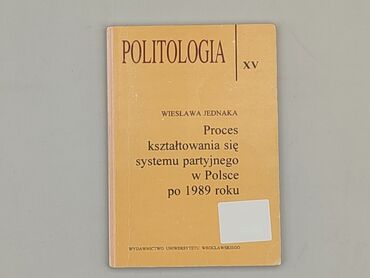 POLITOLOGIA XV
WIESŁAWA JEDNAKA
Proces
kształtowania się
systemu partyjnego
w Polsce
po 1989 roku
WYDAWNICTWO UNIWERSYTETU WROCŁAWSKIEGO